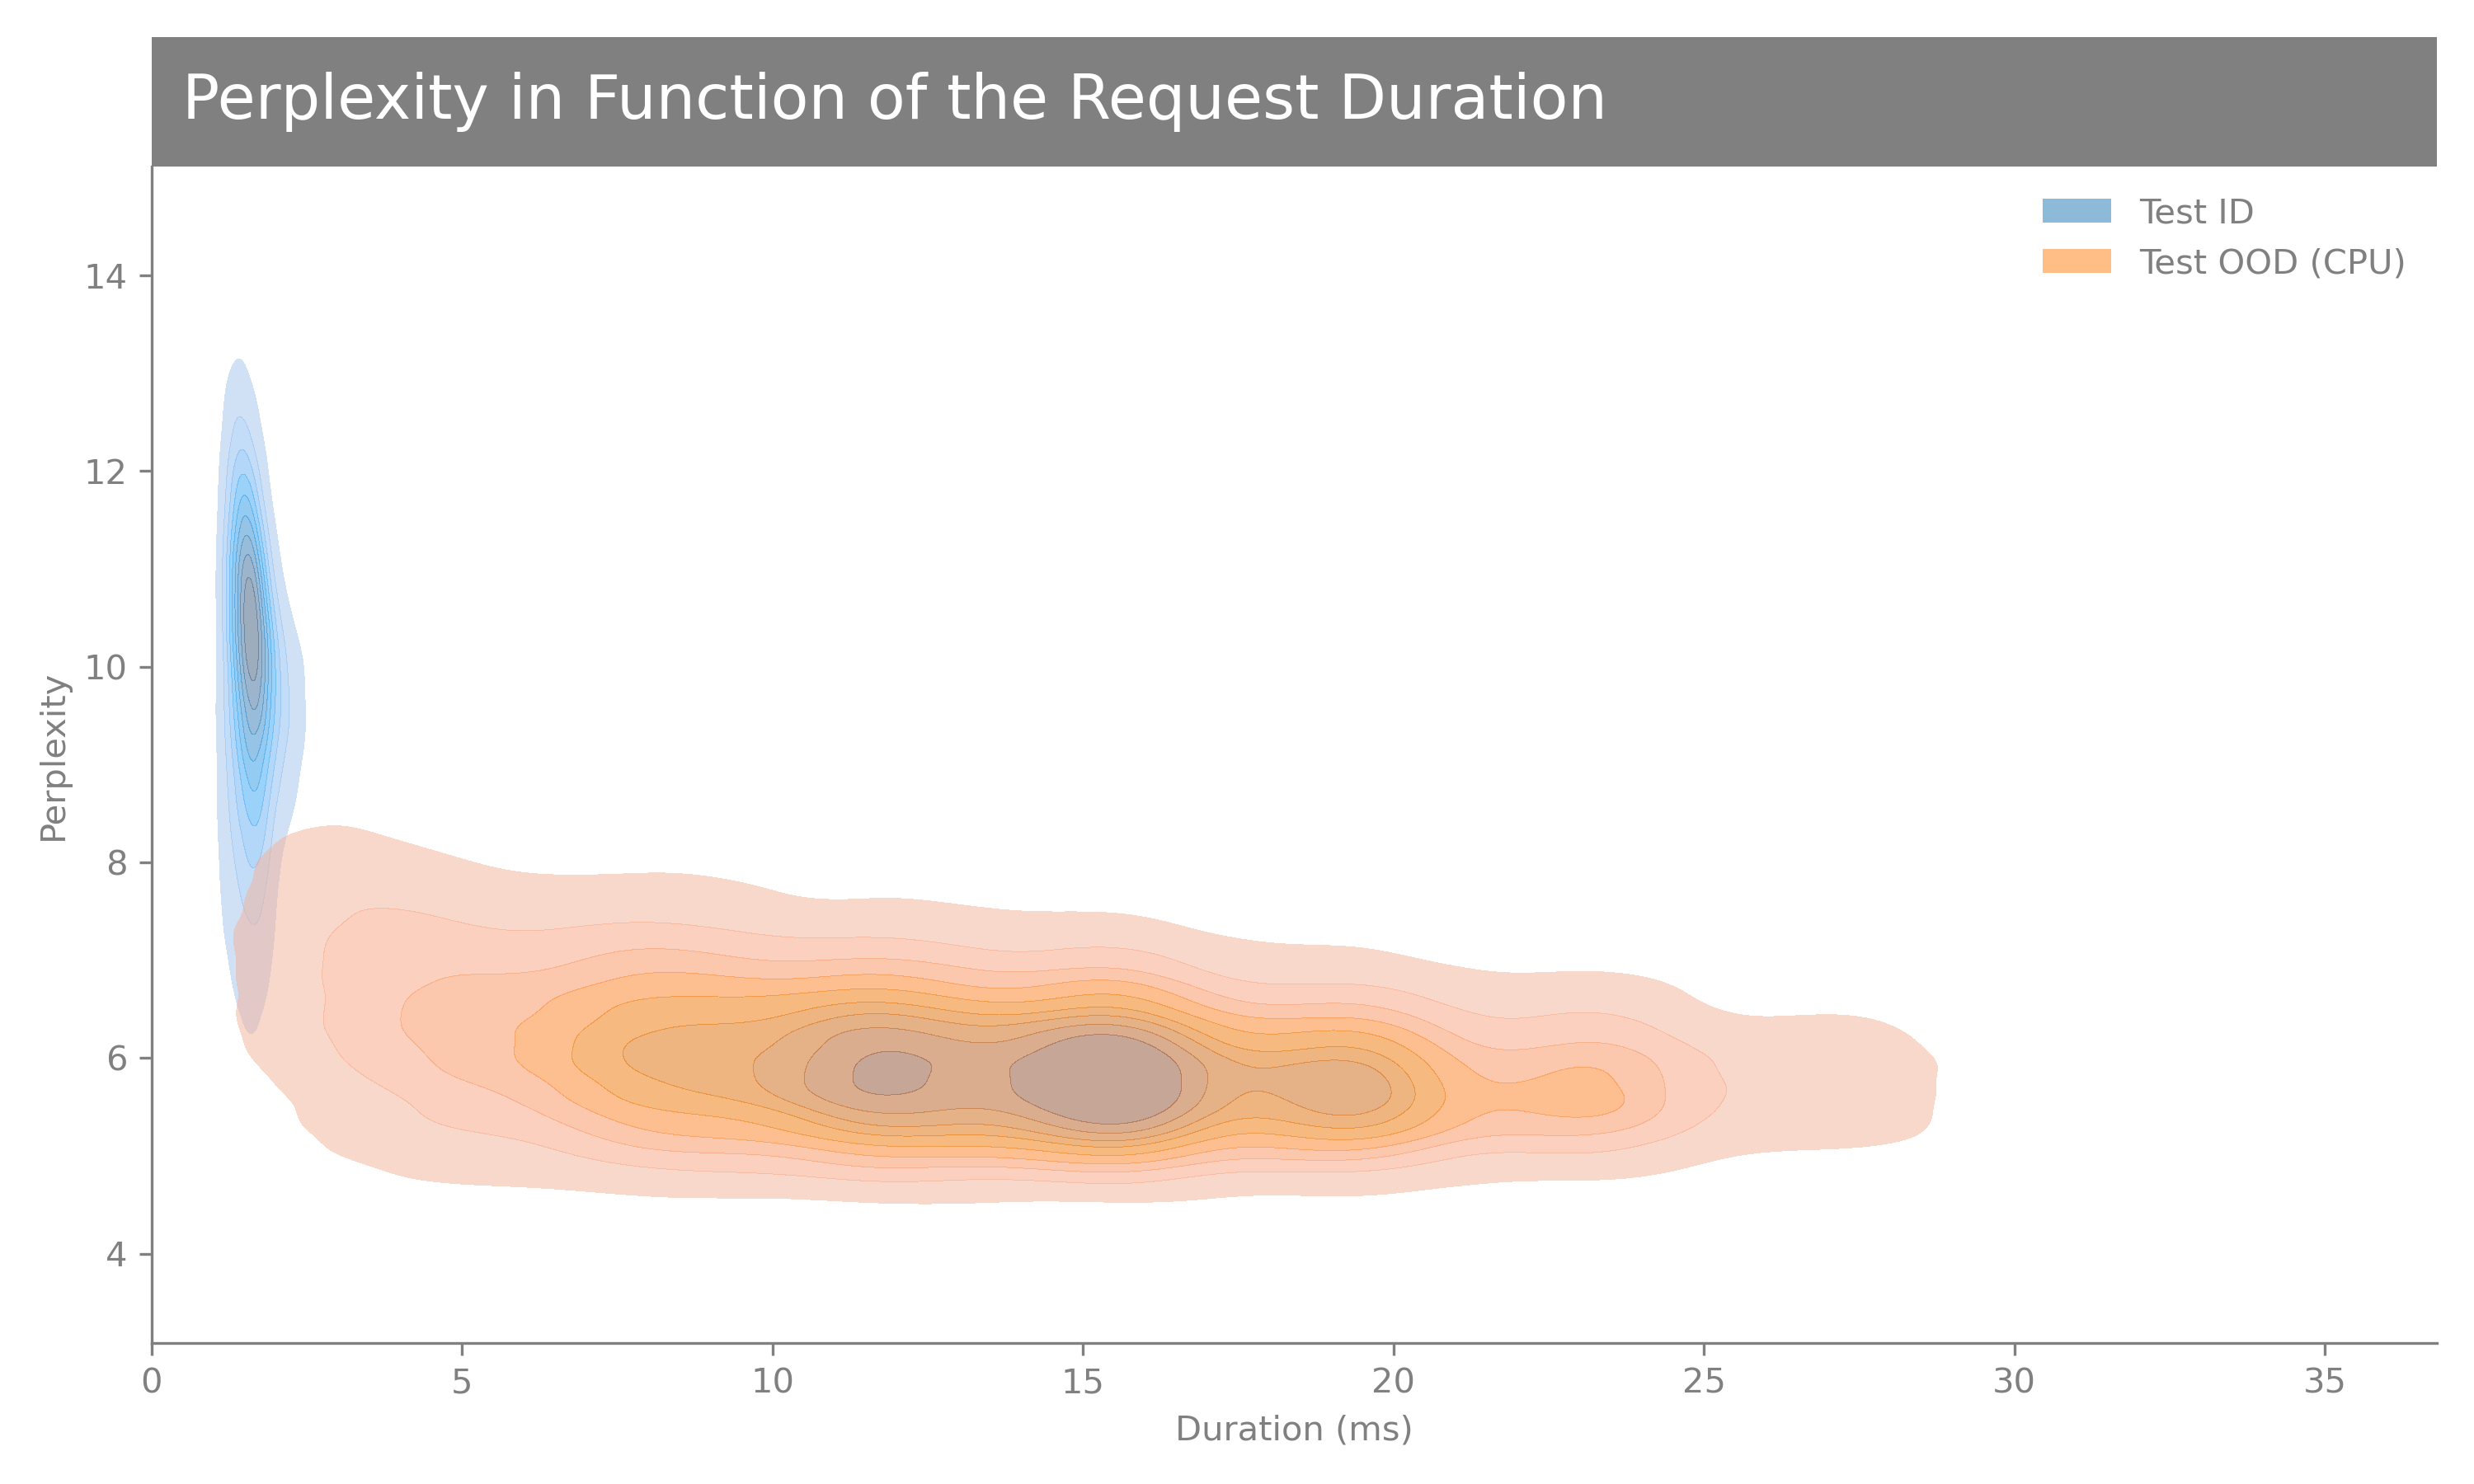 Perplexity in Function of the Request Duration
Test ID
Test OOD (CPU)
14
12
10
8
6
4
Perplexity
0 5 10 15 20 25 30 35
Duration (ms)